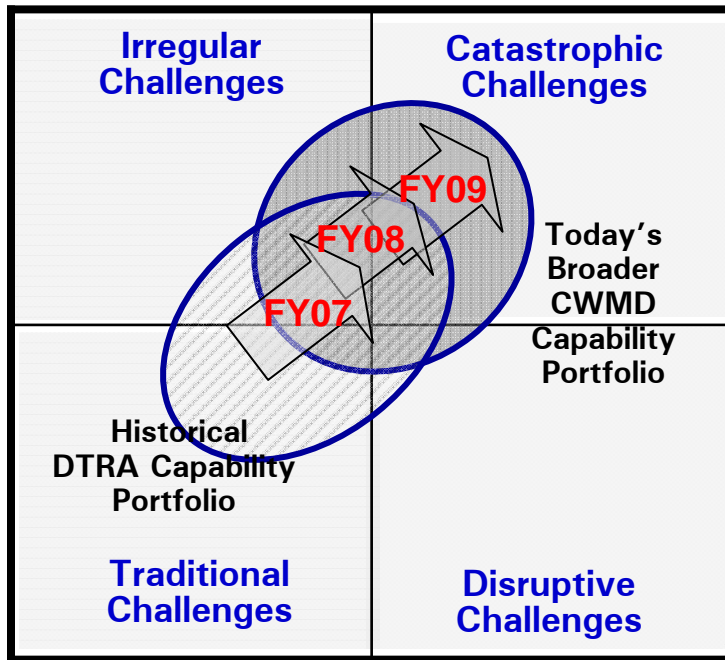 Irregular
Challenges
Catastrophic
Challenges
FY09
FY08
FY07
Today's
Broader
CWMD
Capability
Portfolio
Historical
DTRA Capability
Portfolio
Traditional
Challenges
Disruptive
Challenges